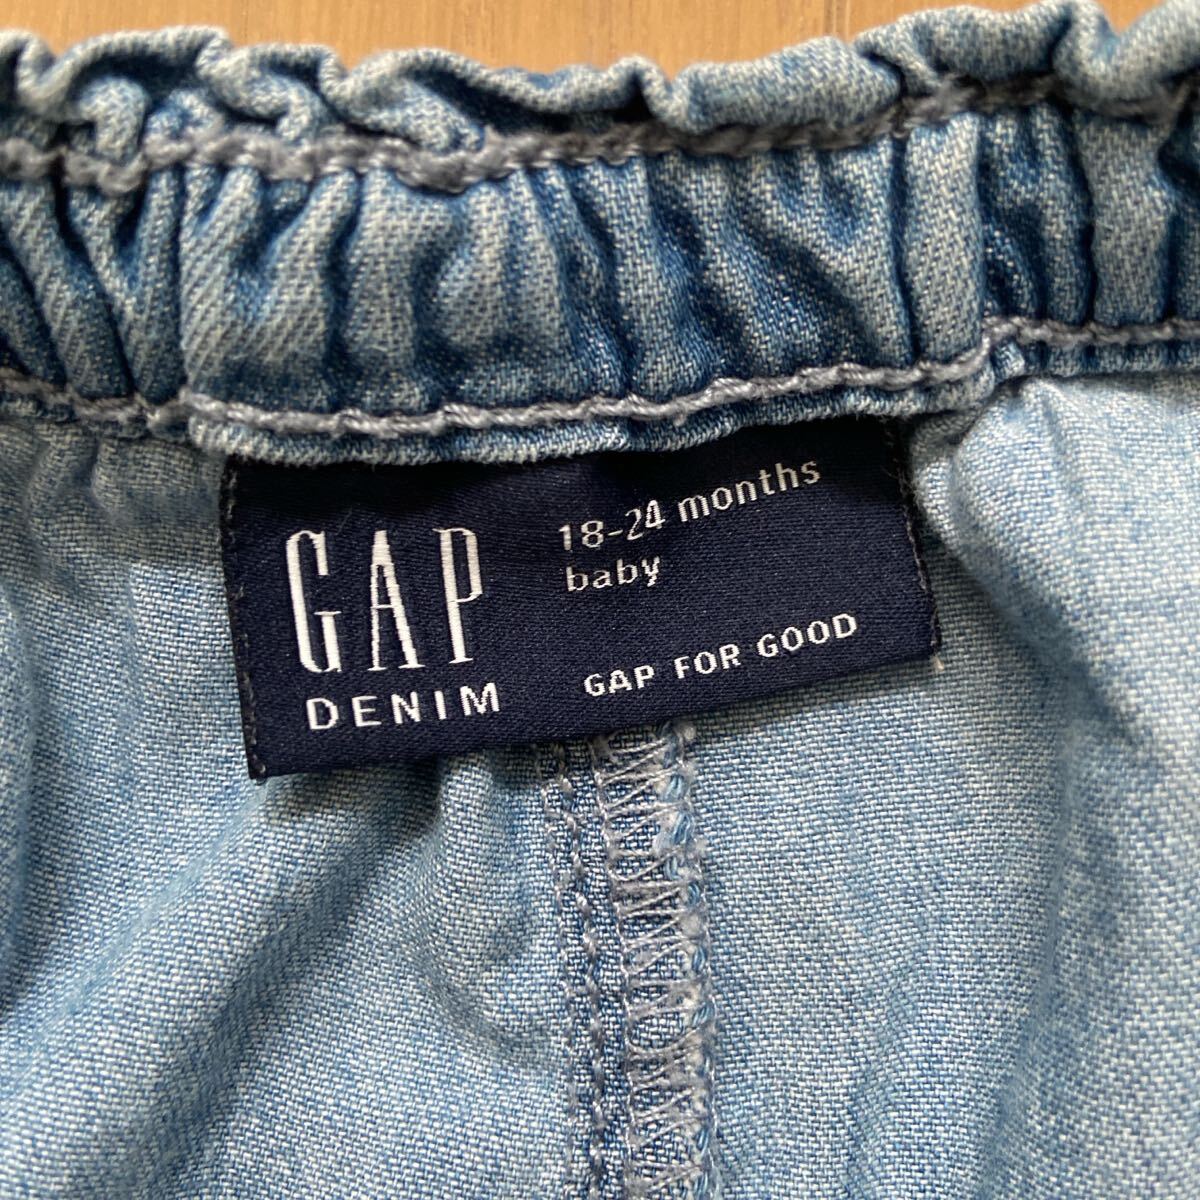 GAP
DENIM
18-24 months
baby
GAP FOR GOOD